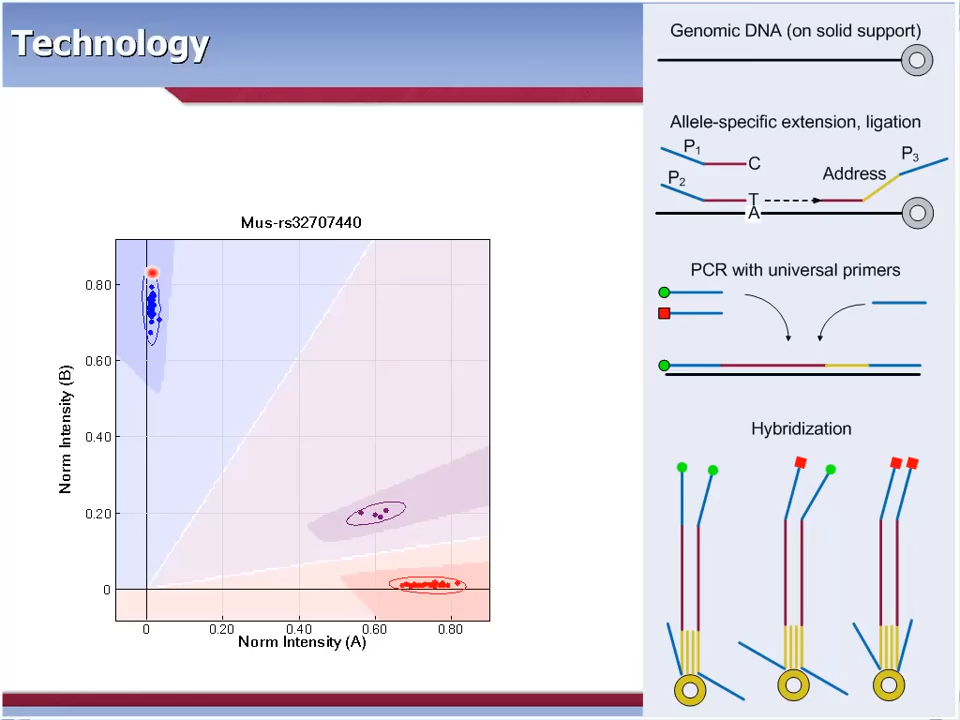 Technology
Mus-rs32707440
Norm Intensity (B)
0.80
0.60
0.40
0.20
0
0
0.20
0.40
0.60
0.80
Norm Intensity (A)
Genomic DNA (on solid support)
Allele-specific extension, ligation
P1
C
P3
P2
Address
T
A
PCR with universal primers
Hybridization